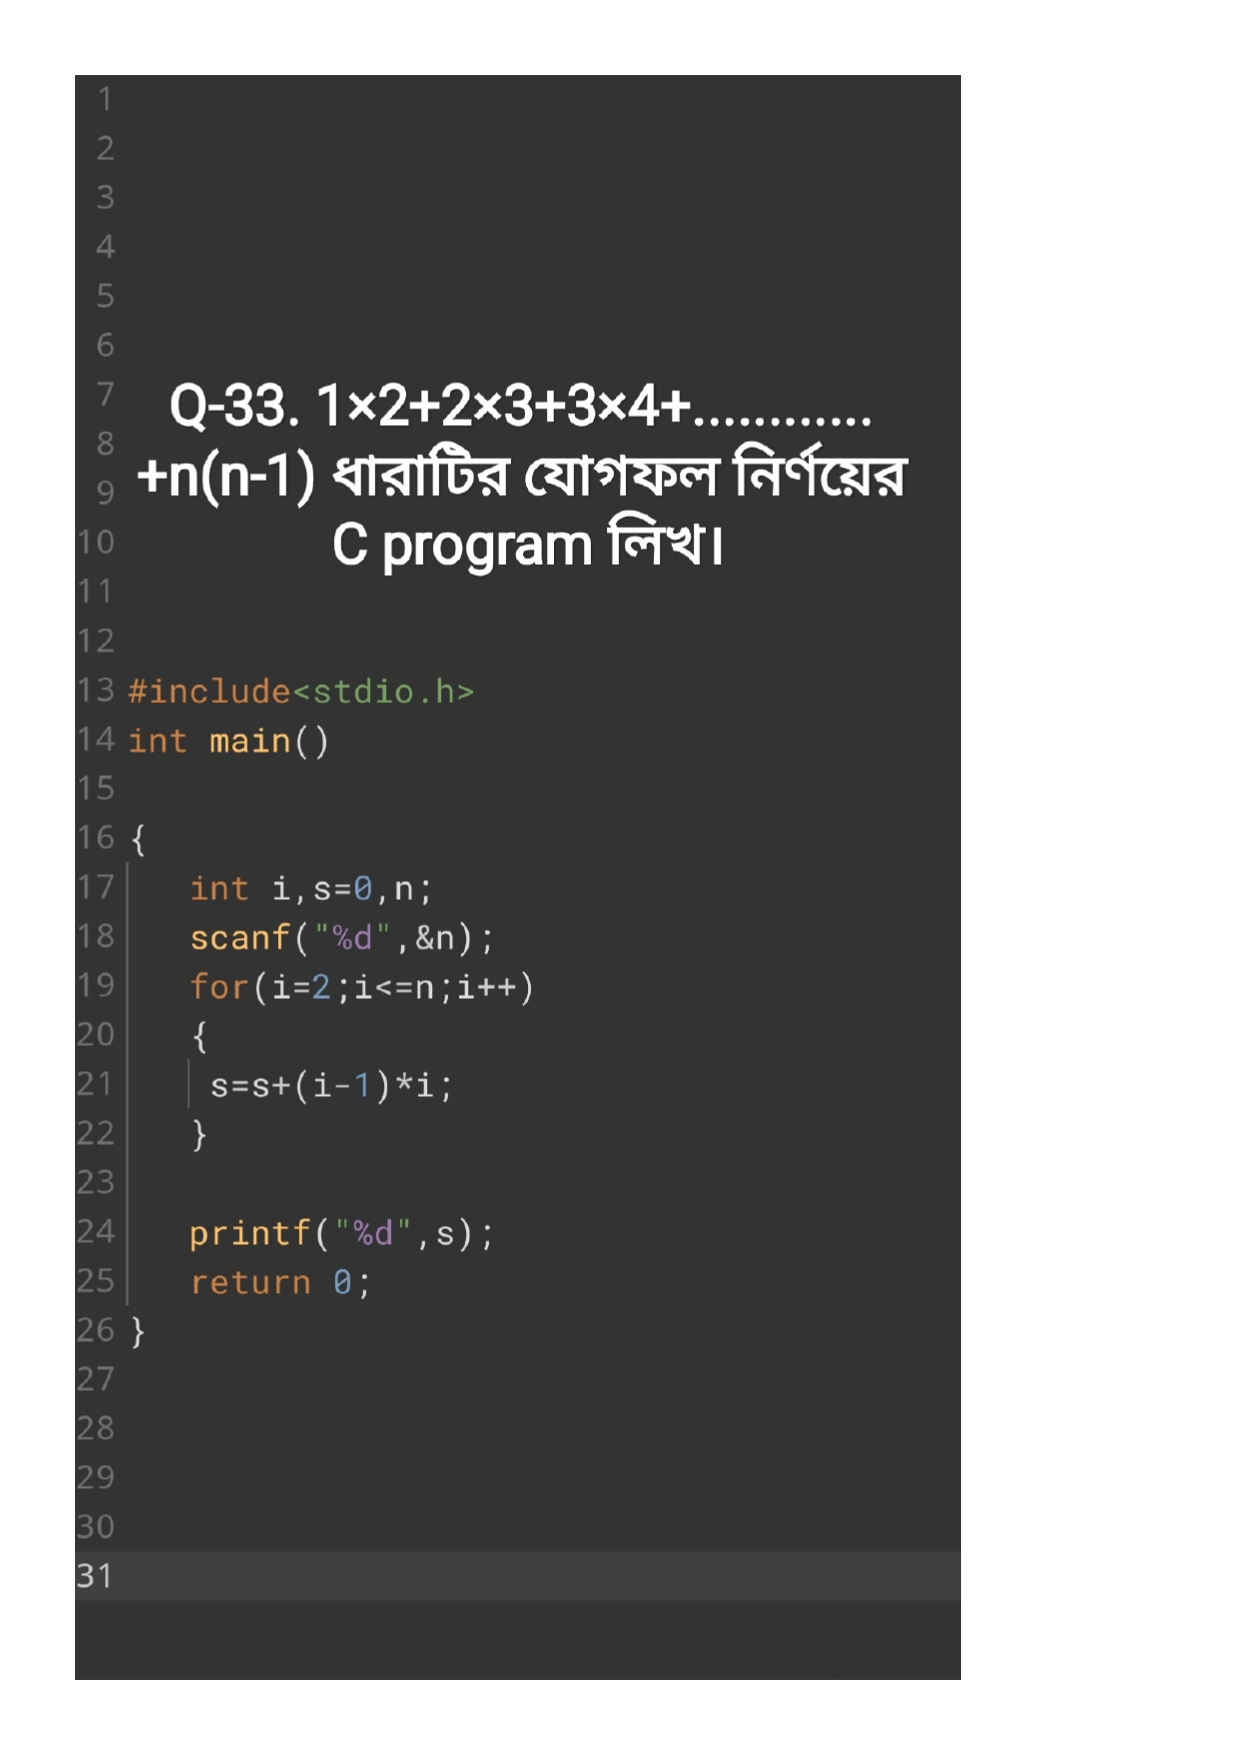 1
2
3
4
5
6
7 Q-33. 1×2+2×3+3×4+............
8
9 +n(n-1) ধারাটির যোগফল নির্ণয়ের
10 C program লিখ।
11
12
13 #include<stdio.h>
14 int main()
15
16 {
17 int i,s=0,n;
18 scanf("%d",&n);
19 for(i=2;i<=n;i++)
20 {
21 s=s+(i-1)*i;
22 }
23
24 printf("%d",s);
25 return 0;
26 }
27
28
29
30
31